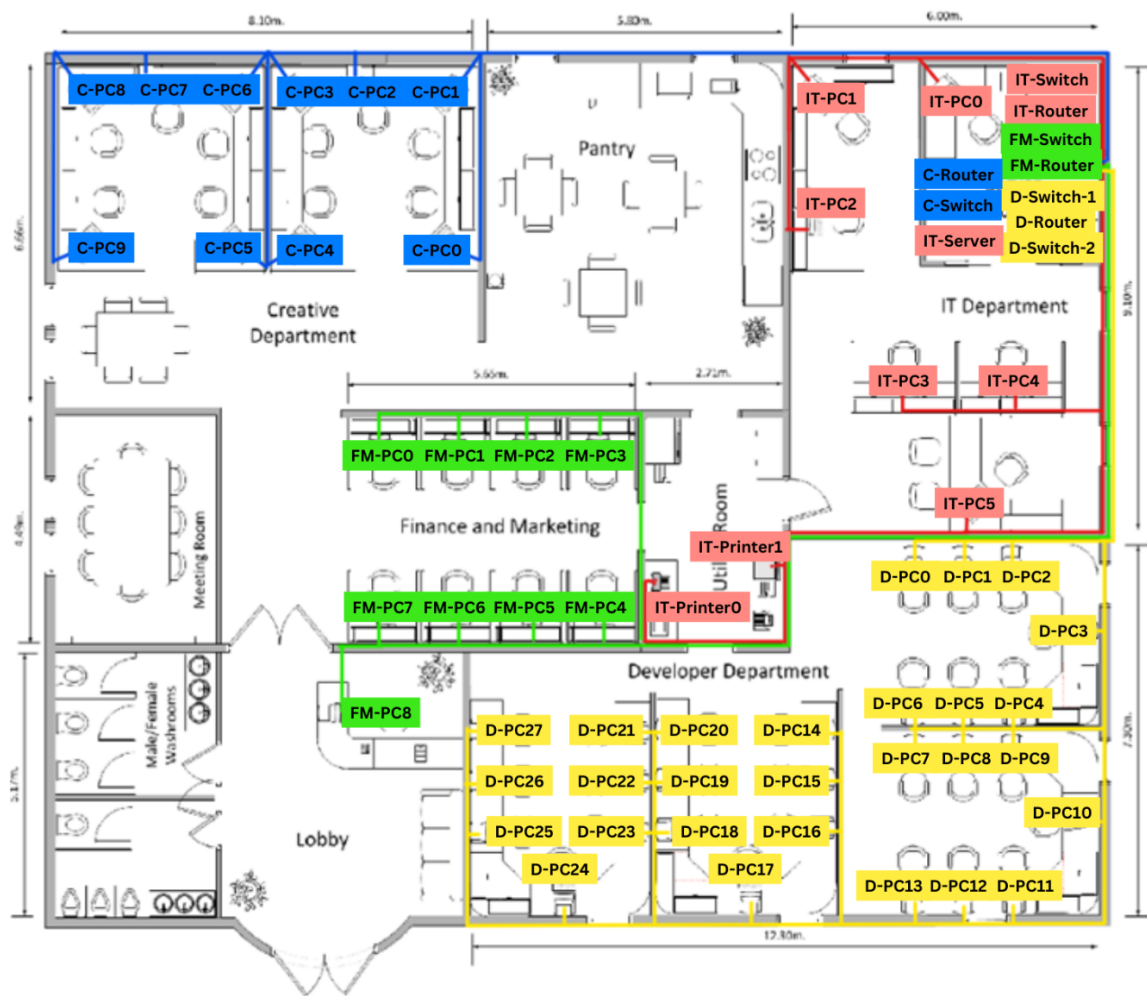 8.10m.
5.80m.
6.00m.
C-PC8
C-PC7
C-PC6
C-PC3
C-PC2
C-PC1
IT-PC1
IT-PC0
IT-Switch
IT-Router
FM-Switch
FM-Router
Pantry
C-Router
C-Switch
IT-Server
D-Switch-1
D-Router
D-Switch-2
IT-PC2
6.66m.
C-PC9
C-PC5
C-PC4
C-PC0
Creative
Department
IT Department
9.10m.
5.65m.
2.71m.
IT-PC3
IT-PC4
FM-PC0
FM-PC1
FM-PC2
FM-PC3
IT-PC5
4.49m.
Meeting Room
Finance and Marketing
Room
IT-Printer1
IT-Printer0
D-PC0
D-PC1
D-PC2
FM-PC7
FM-PC6
FM-PC5
FM-PC4
D-PC3
Developer Department
D-PC6
D-PC5
D-PC4
FM-PC8
Male/Female
Washrooms
D-PC27
D-PC21
D-PC20
D-PC14
D-PC7
D-PC8
D-PC9
7.30m.
D-PC26
D-PC22
D-PC19
D-PC15
5.17m.
D-PC10
Lobby
D-PC25
D-PC23
D-PC18
D-PC16
D-PC24
D-PC17
D-PC13
D-PC12
D-PC11
12.30m.